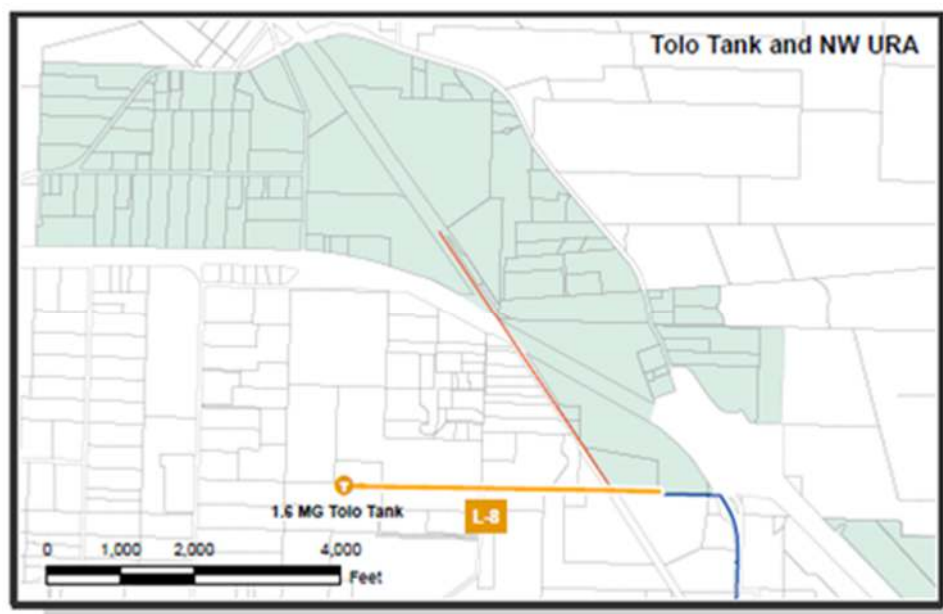 Tolo Tank and NW URA
1.6 MG Tolo Tank
L-8
0 1,000 2,000 4,000
Feet